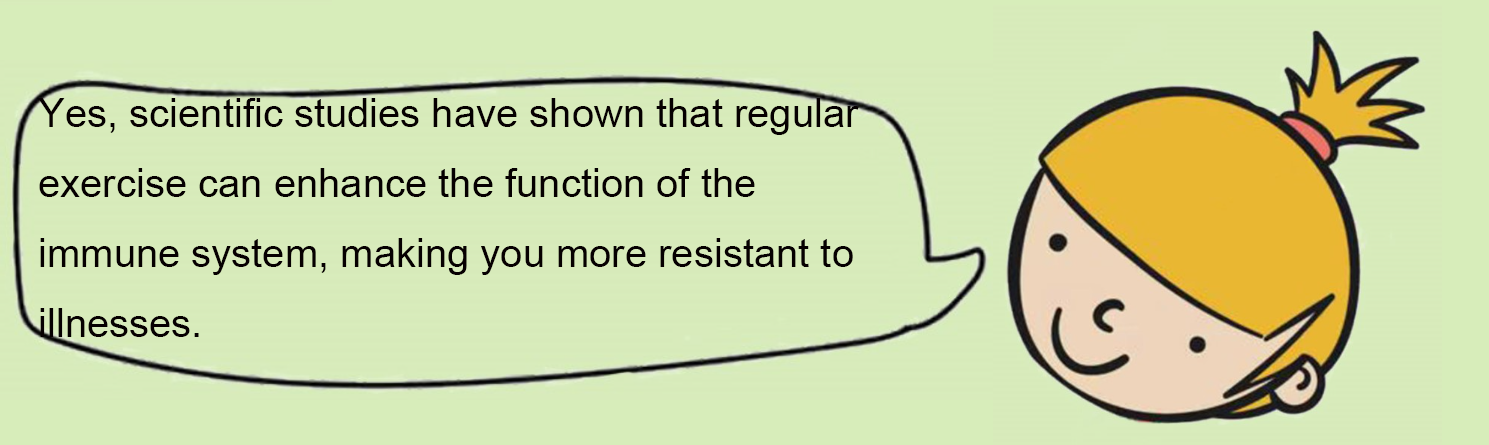 Yes, scientific studies have shown that regular
exercise can enhance the function of the
immune system, making you more resistant to
illnesses.